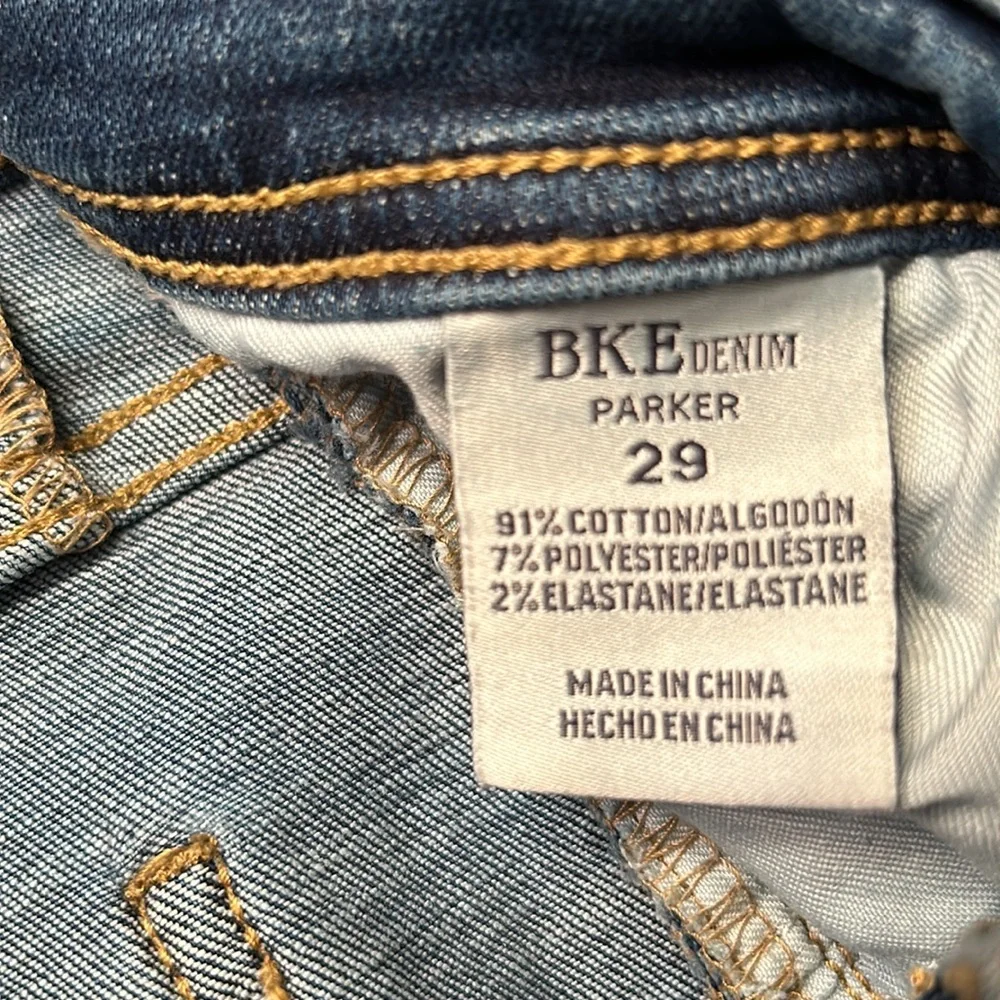 BKE DENIM
PARKER
29
91% COTTON/ALGODÓN
7% POLYESTER/POLIÉSTER
2% ELASTANE/ELASTANE
MADE IN CHINA
HECHO EN CHINA